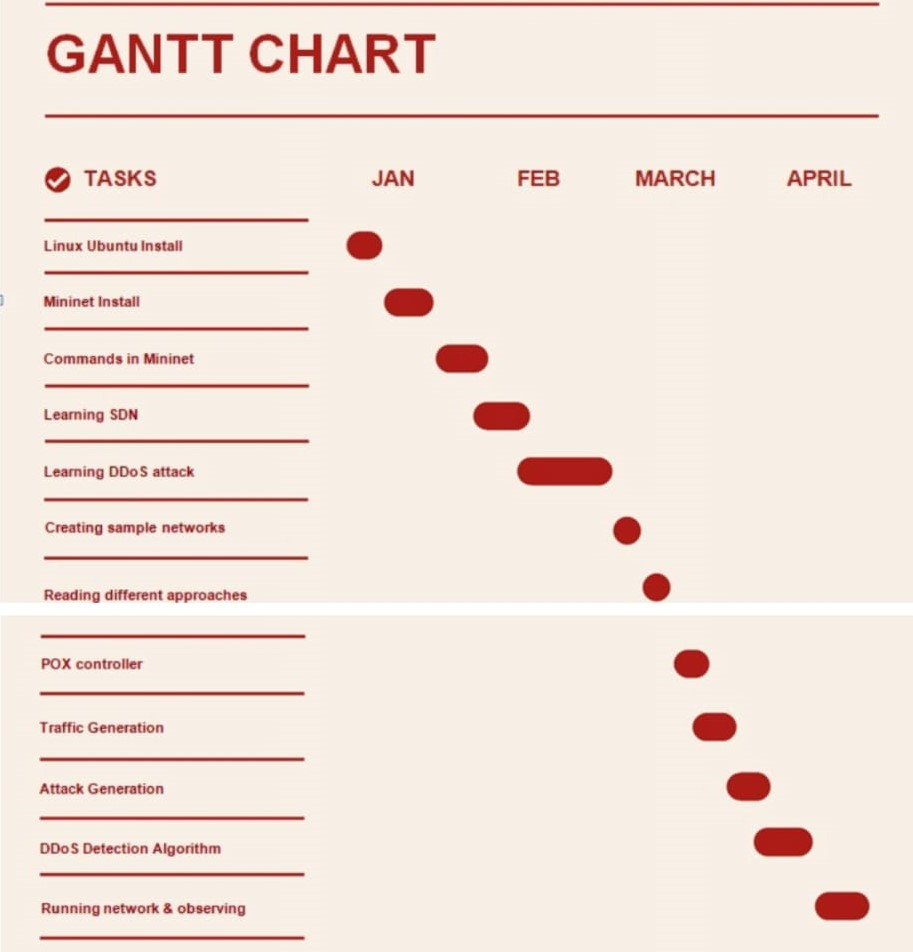 GANTT CHART
TASKS JAN FEB MARCH APRIL
Linux Ubuntu Install
Mininet Install
Commands in Mininet
Learning SDN
Learning DDoS attack
Creating sample networks
Reading different approaches
POX controller
Traffic Generation
Attack Generation
DDoS Detection Algorithm
Running network & observing